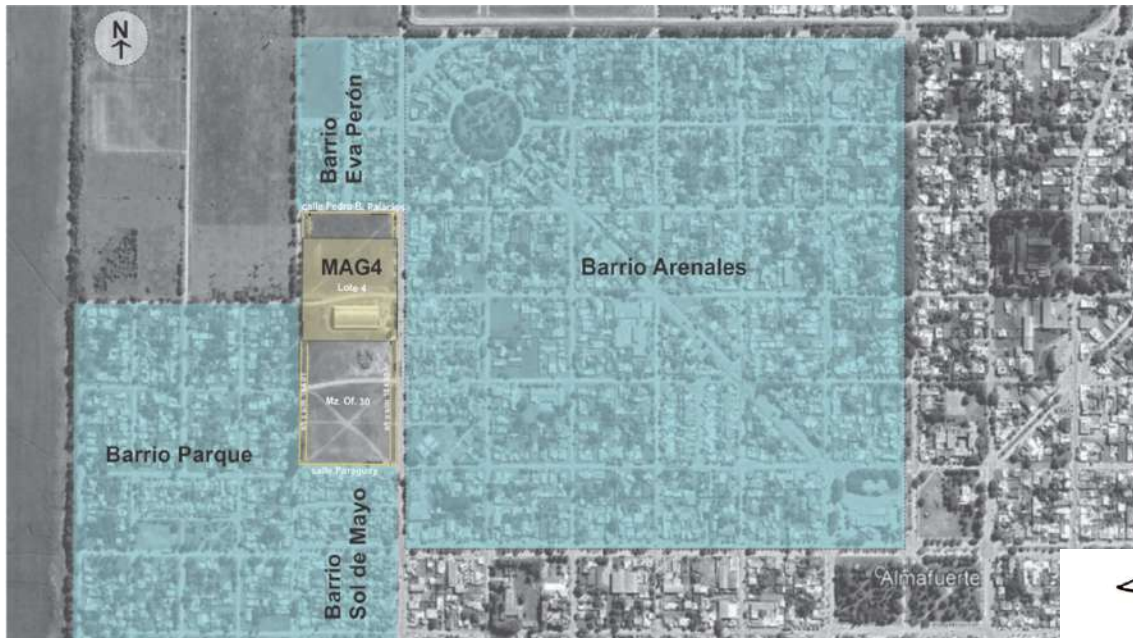 N
Barrio
Eva Perón
calle Pedro B. Palacios
MAG4
Lote 4
Barrio Arenales
Mz. Of. 30
Barrio Parque
calle Paraguay
Barrio
Sol de Mayo
Almafuerte